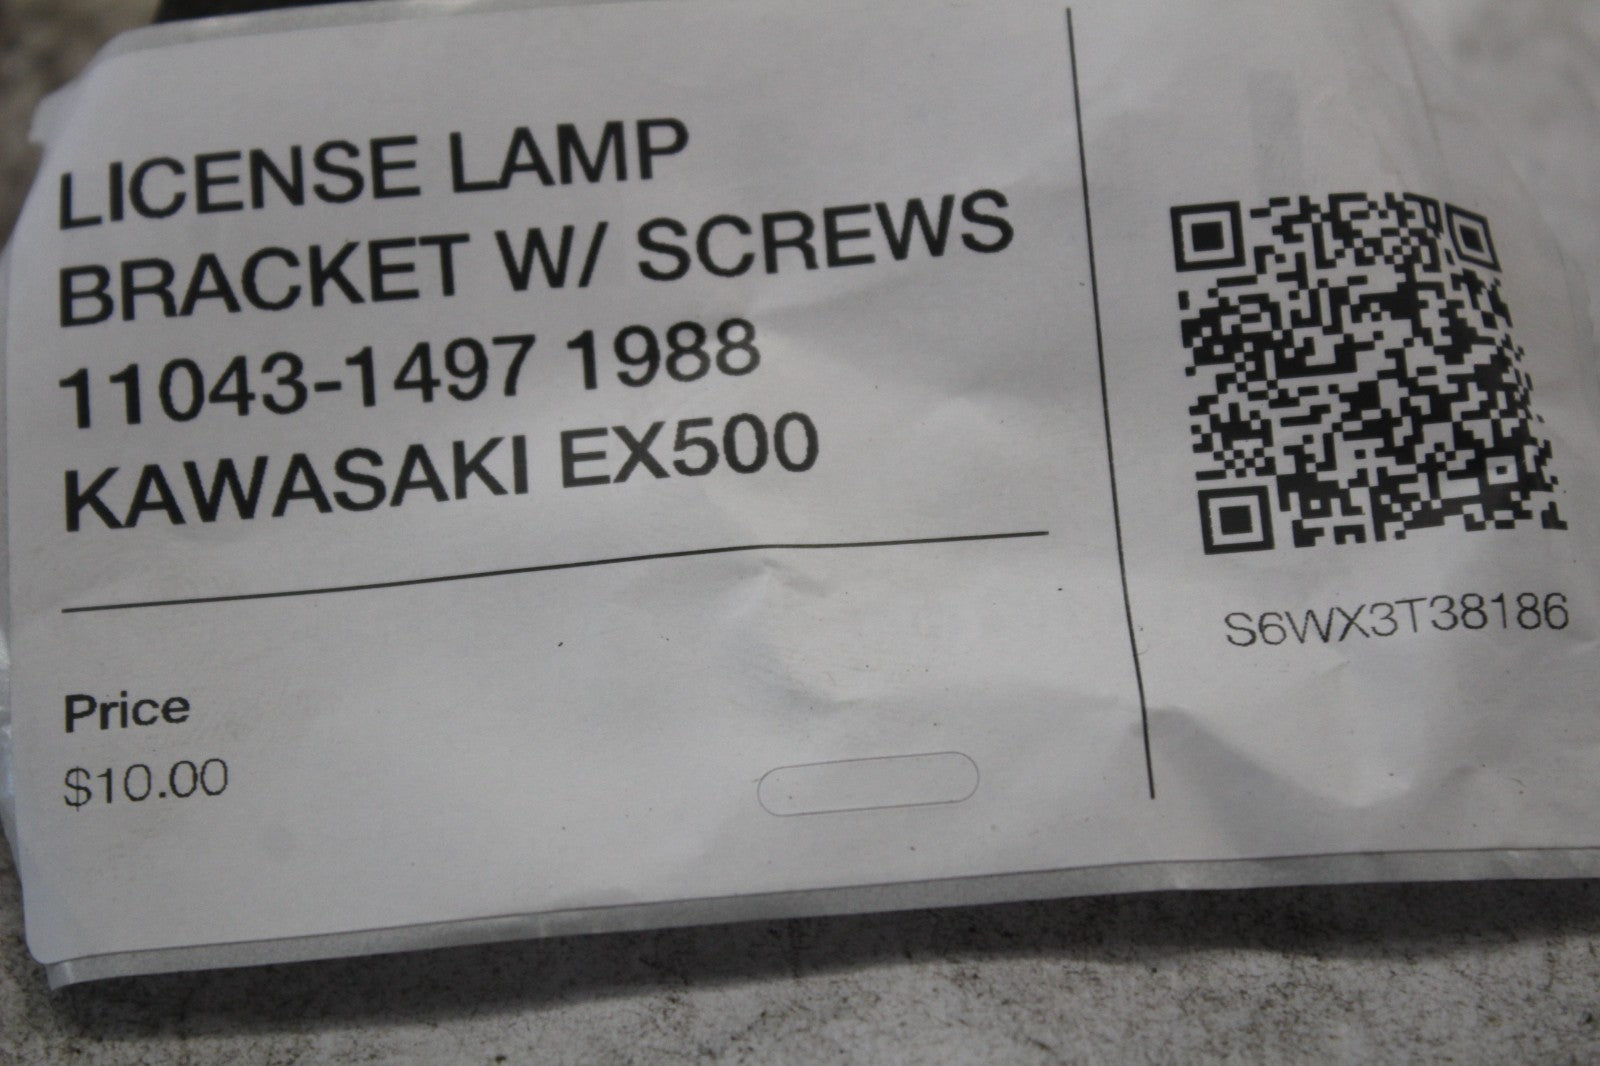 LICENSE LAMP
BRACKET W/ SCREWS
11043-1497 1988
KAWASAKI EX500
Price
$10.00
S6WX3T38186